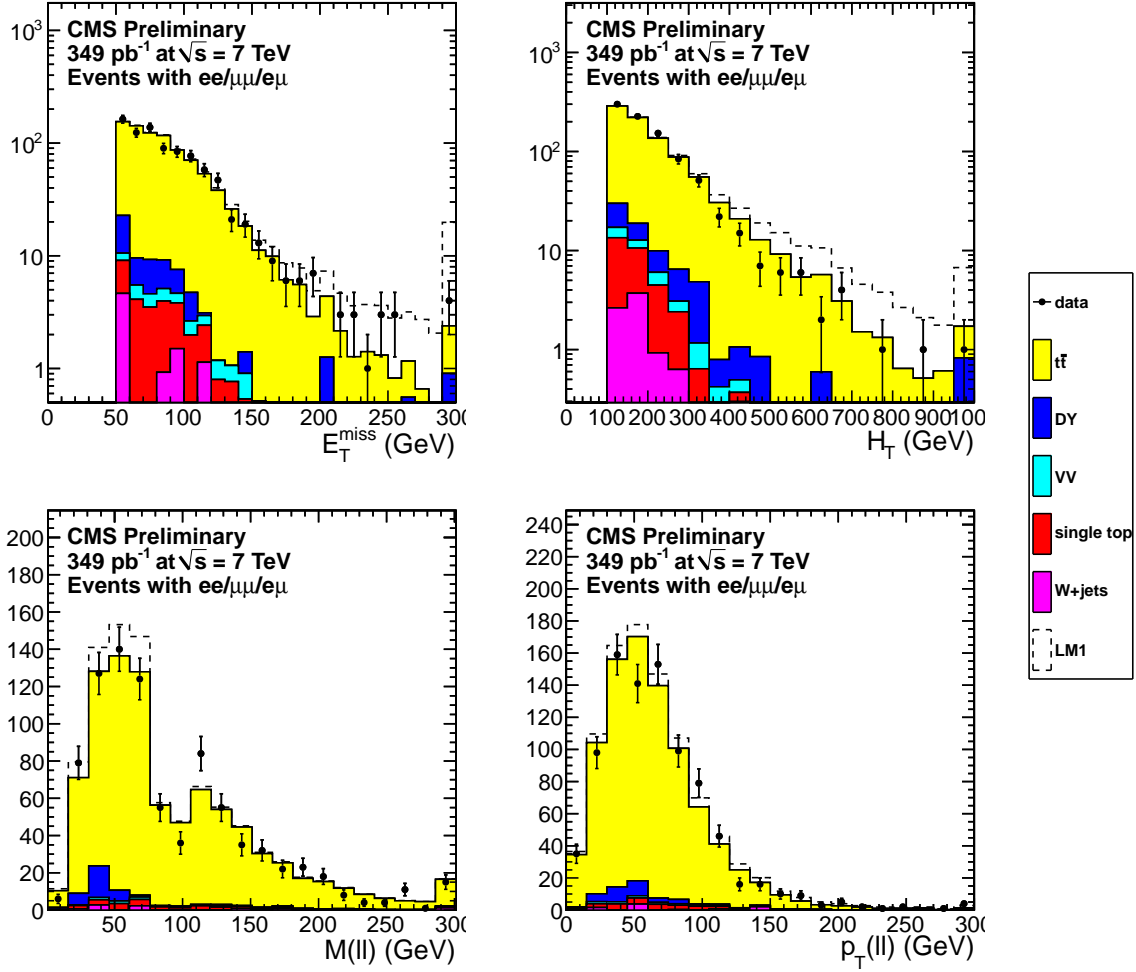 CMS Preliminary
349 pb⁻¹ at √s = 7 TeV
Events with ee/μμ/eμ
10³
10²
10
1
0 50 100 150 200 250 300
E_T^miss (GeV)
CMS Preliminary
349 pb⁻¹ at √s = 7 TeV
Events with ee/μμ/eμ
10³
10²
10
1
0 100 200 300 400 500 600 700 800 900 1000
H_T (GeV)
CMS Preliminary
349 pb⁻¹ at √s = 7 TeV
Events with ee/μμ/eμ
200
180
160
140
120
100
80
60
40
20
0
0 50 100 150 200 250 300
M(ll) (GeV)
CMS Preliminary
349 pb⁻¹ at √s = 7 TeV
Events with ee/μμ/eμ
240
220
200
180
160
140
120
100
80
60
40
20
0
0 50 100 150 200 250 300
p_T(ll) (GeV)
data
tt̄
DY
VV
single top
W+jets
LM1